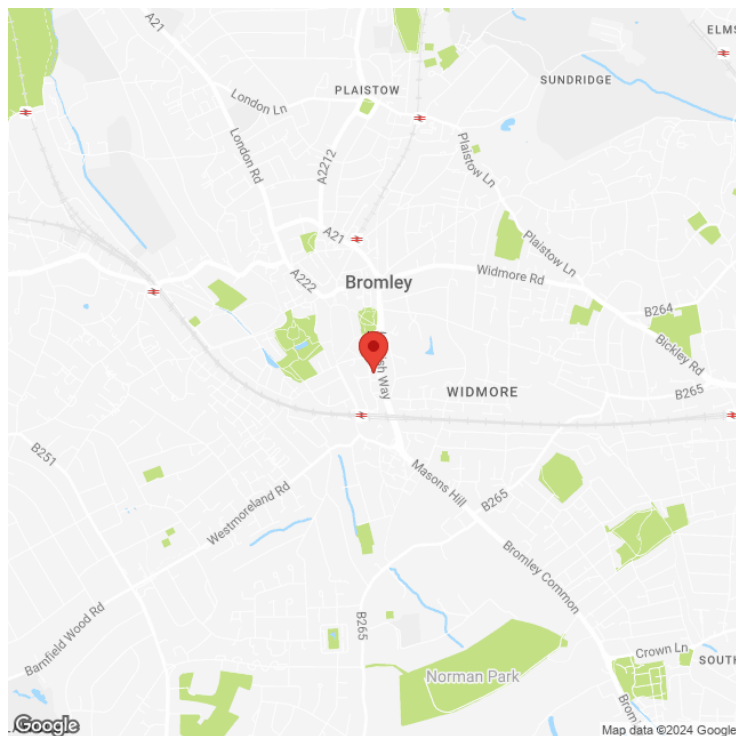 A21
ELMS
SUNDRIDGE
PLAISTOW
London Ln
London Rd
A2212
Plaistow Ln
A21
Plaistow Ln
A222
Bromley
Widmore Rd
B264
Bickley Rd
WIDMORE
B265
B251
Masons Hill
B265
Westmoreland Rd
Bromley Common
Barnfield Wood Rd
B265
Crown Ln
SOUTH
Norman Park
Google
Map data ©2024 Google